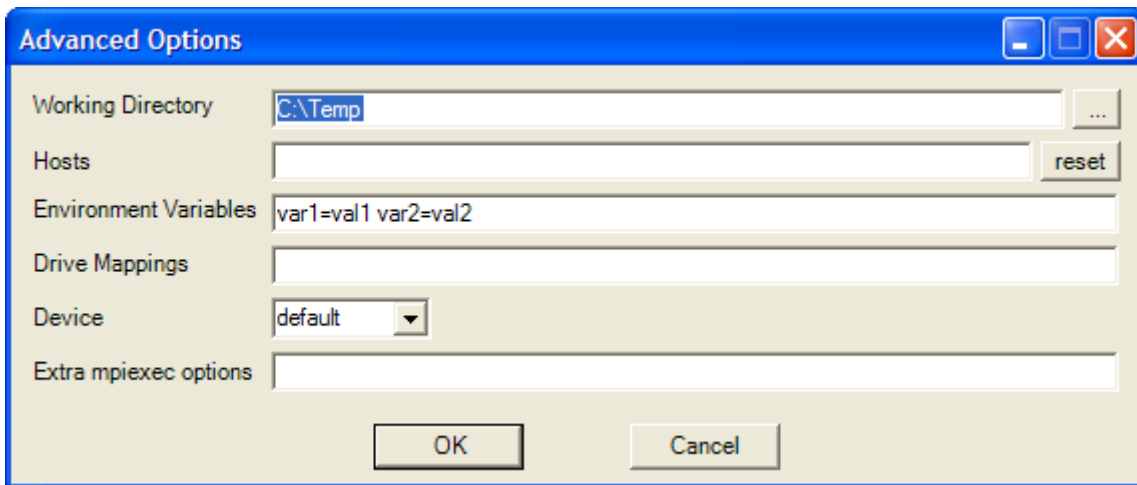 Advanced Options
Working Directory C:\Temp ...
Hosts reset
Environment Variables var1=val1 var2=val2
Drive Mappings
Device default
Extra mpiexec options
OK Cancel